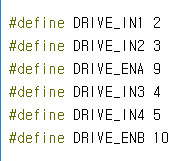 #define DRIVE_IN1 2
#define DRIVE_IN2 3
#define DRIVE_ENA 9
#define DRIVE_IN3 4
#define DRIVE_IN4 5
#define DRIVE_ENB 10